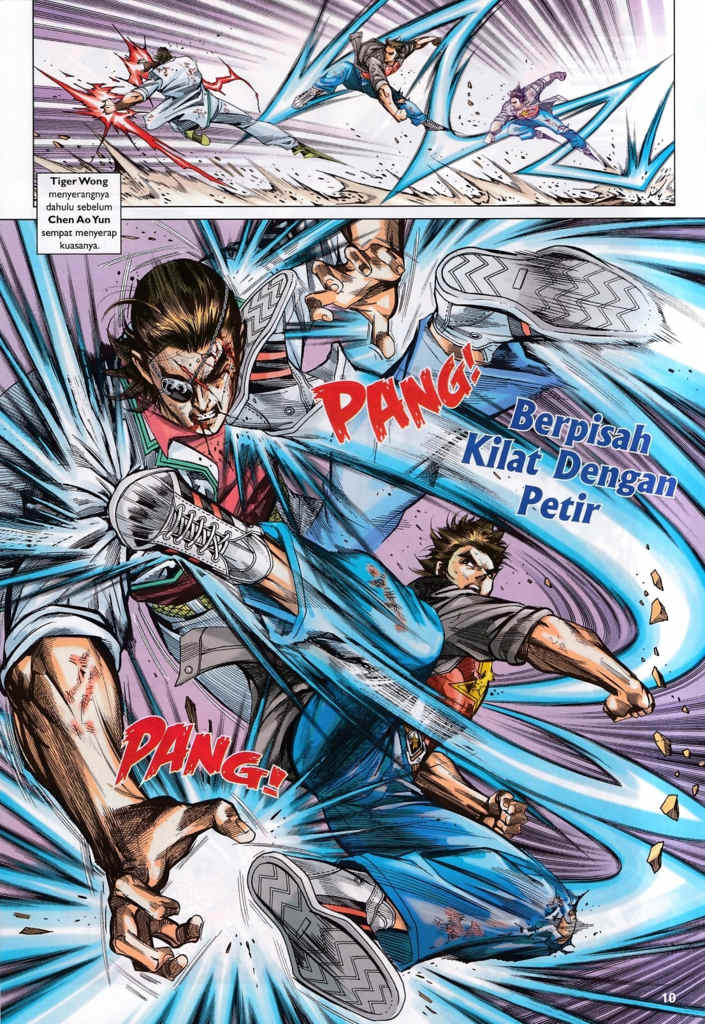 Tiger Wong
menyerangnya
dahulu sebelum
Chen Ao Yun
sempat menyerap
kuasanya.
PANG!
Berpisah
Kilat Dengan
Petir
PANG!
10